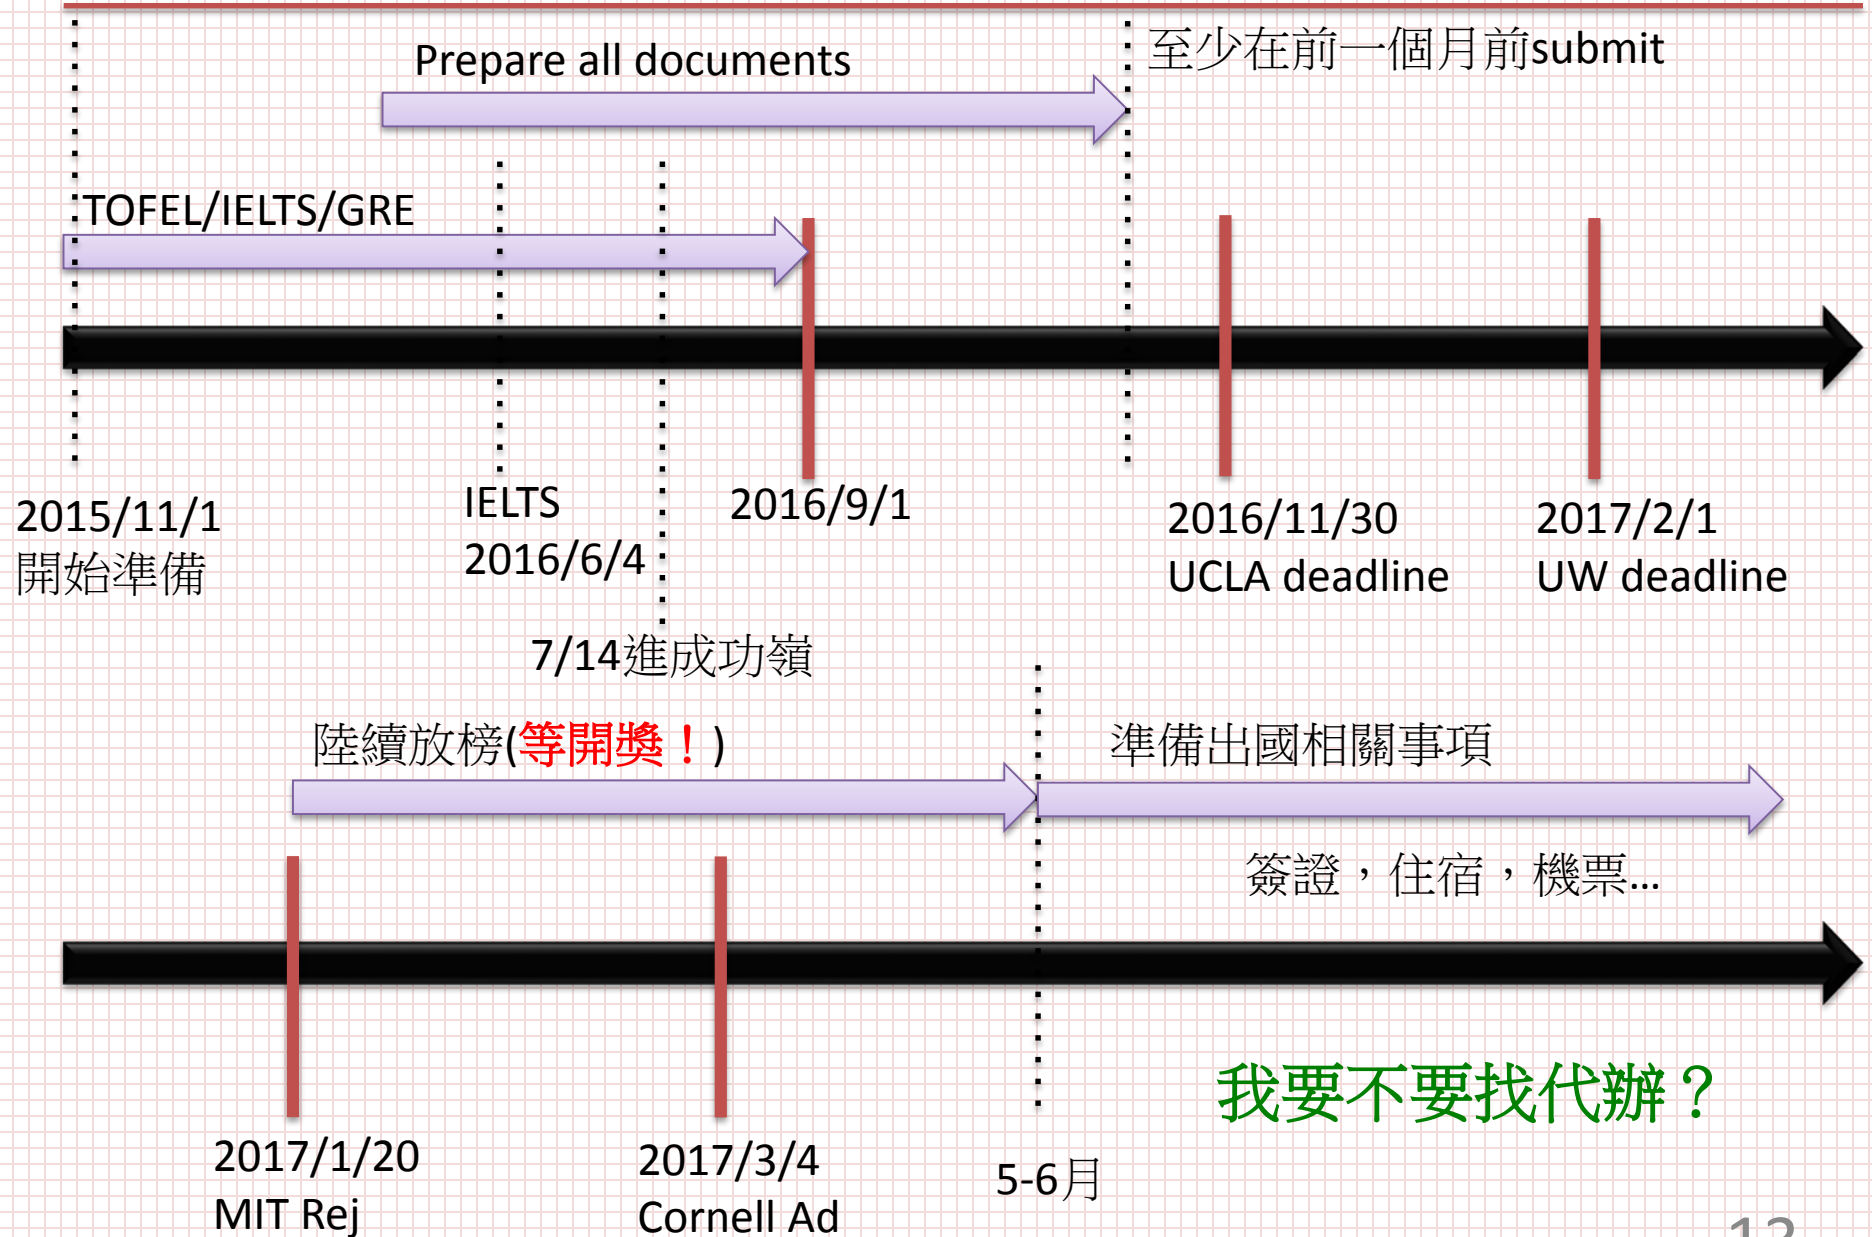 Prepare all documents
至少在前一個月前submit
TOFEL/IELTS/GRE
2015/11/1
開始準備
IELTS
2016/6/4
2016/9/1
2016/11/30
UCLA deadline
2017/2/1
UW deadline
7/14進成功嶺
陸續放榜(等開獎！)
準備出國相關事項
簽證，住宿，機票…
我要不要找代辦？
2017/1/20
MIT Rej
2017/3/4
Cornell Ad
5-6月